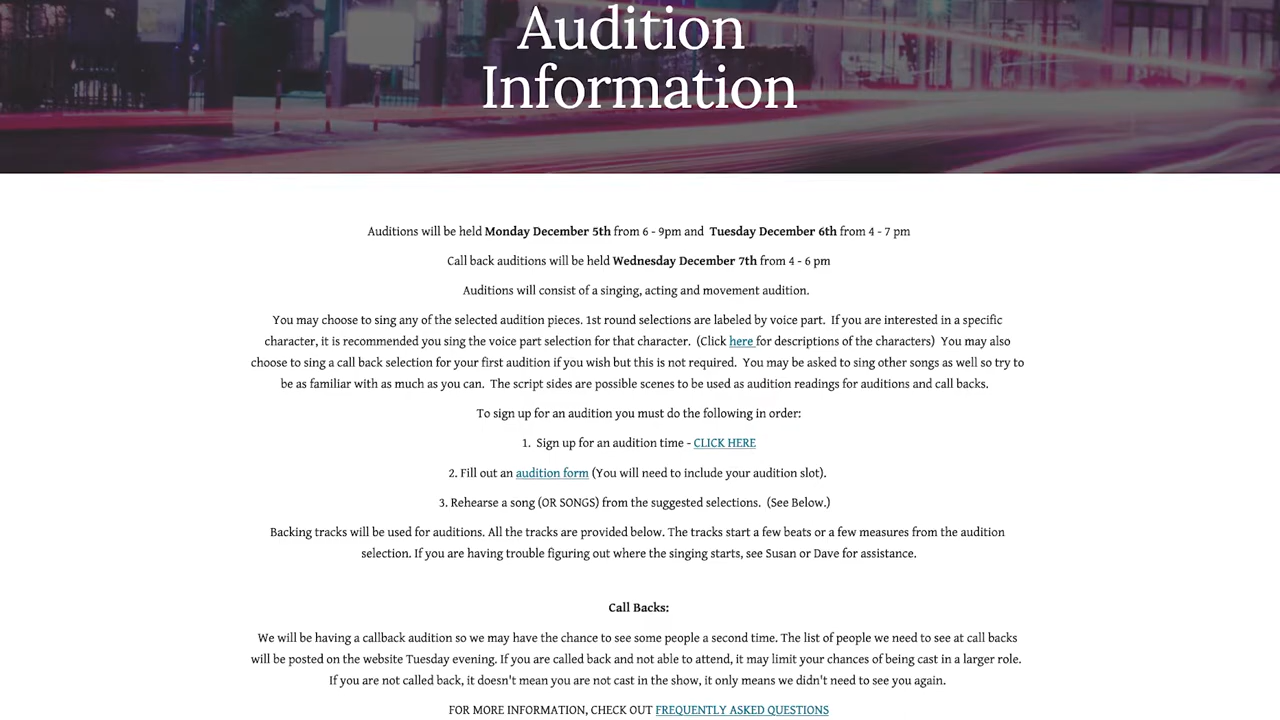 Audition
Information
Auditions will be held Monday December 5th from 6 - 9pm and  Tuesday December 6th from 4 - 7 pm
Call back auditions will be held Wednesday December 7th from 4 - 6 pm
Auditions will consist of a singing, acting and movement audition.
You may choose to sing any of the selected audition pieces. 1st round selections are labeled by voice part.  If you are interested in a specific
character, it is recommended you sing the voice part selection for that character.  (Click here for descriptions of the characters)  You may also
choose to sing a call back selection for your first audition if you wish but this is not required.  You may be asked to sing other songs as well so try to
be as familiar with as much as you can.  The script sides are possible scenes to be used as audition readings for auditions and call backs.
To sign up for an audition you must do the following in order:
1.  Sign up for an audition time - CLICK HERE
2. Fill out an audition form (You will need to include your audition slot).
3. Rehearse a song (OR SONGS) from the suggested selections.  (See Below.)
Backing tracks will be used for auditions. All the tracks are provided below. The tracks start a few beats or a few measures from the audition
selection. If you are having trouble figuring out where the singing starts, see Susan or Dave for assistance.
Call Backs:
We will be having a callback audition so we may have the chance to see some people a second time. The list of people we need to see at call backs
will be posted on the website Tuesday evening. If you are called back and not able to attend, it may limit your chances of being cast in a larger role.
If you are not called back, it doesn't mean you are not cast in the show, it only means we didn't need to see you again.
FOR MORE INFORMATION, CHECK OUT FREQUENTLY ASKED QUESTIONS